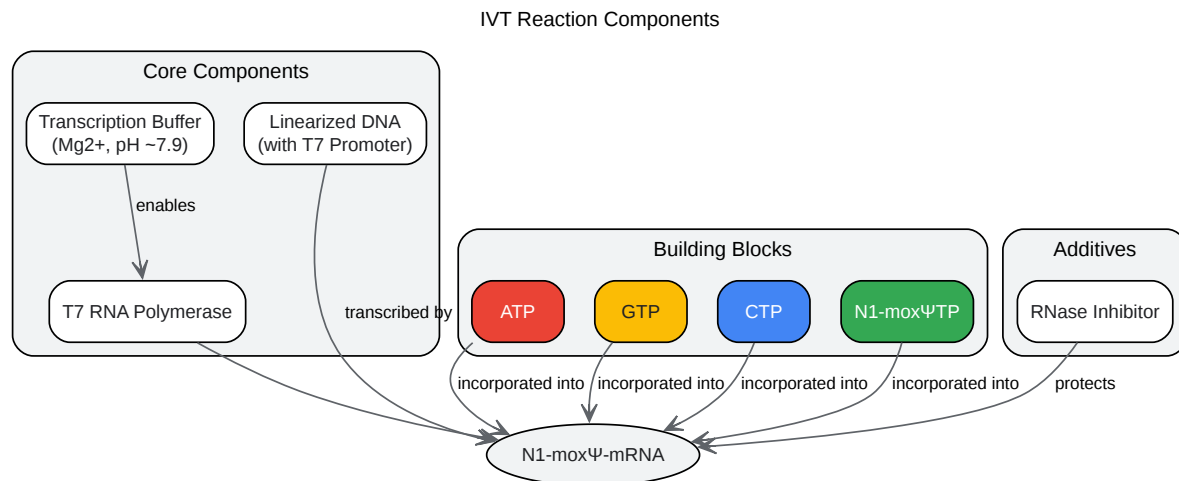 IVT Reaction Components
Core Components
Transcription Buffer
(Mg2+, pH ~7.9)
Linearized DNA
(with T7 Promoter)
enables
Building Blocks
Additives
T7 RNA Polymerase
transcribed by
ATP
GTP
CTP
N1-moxΨTP
RNase Inhibitor
incorporated into
incorporated into
incorporated into
incorporated into
protects
N1-moxΨ-mRNA